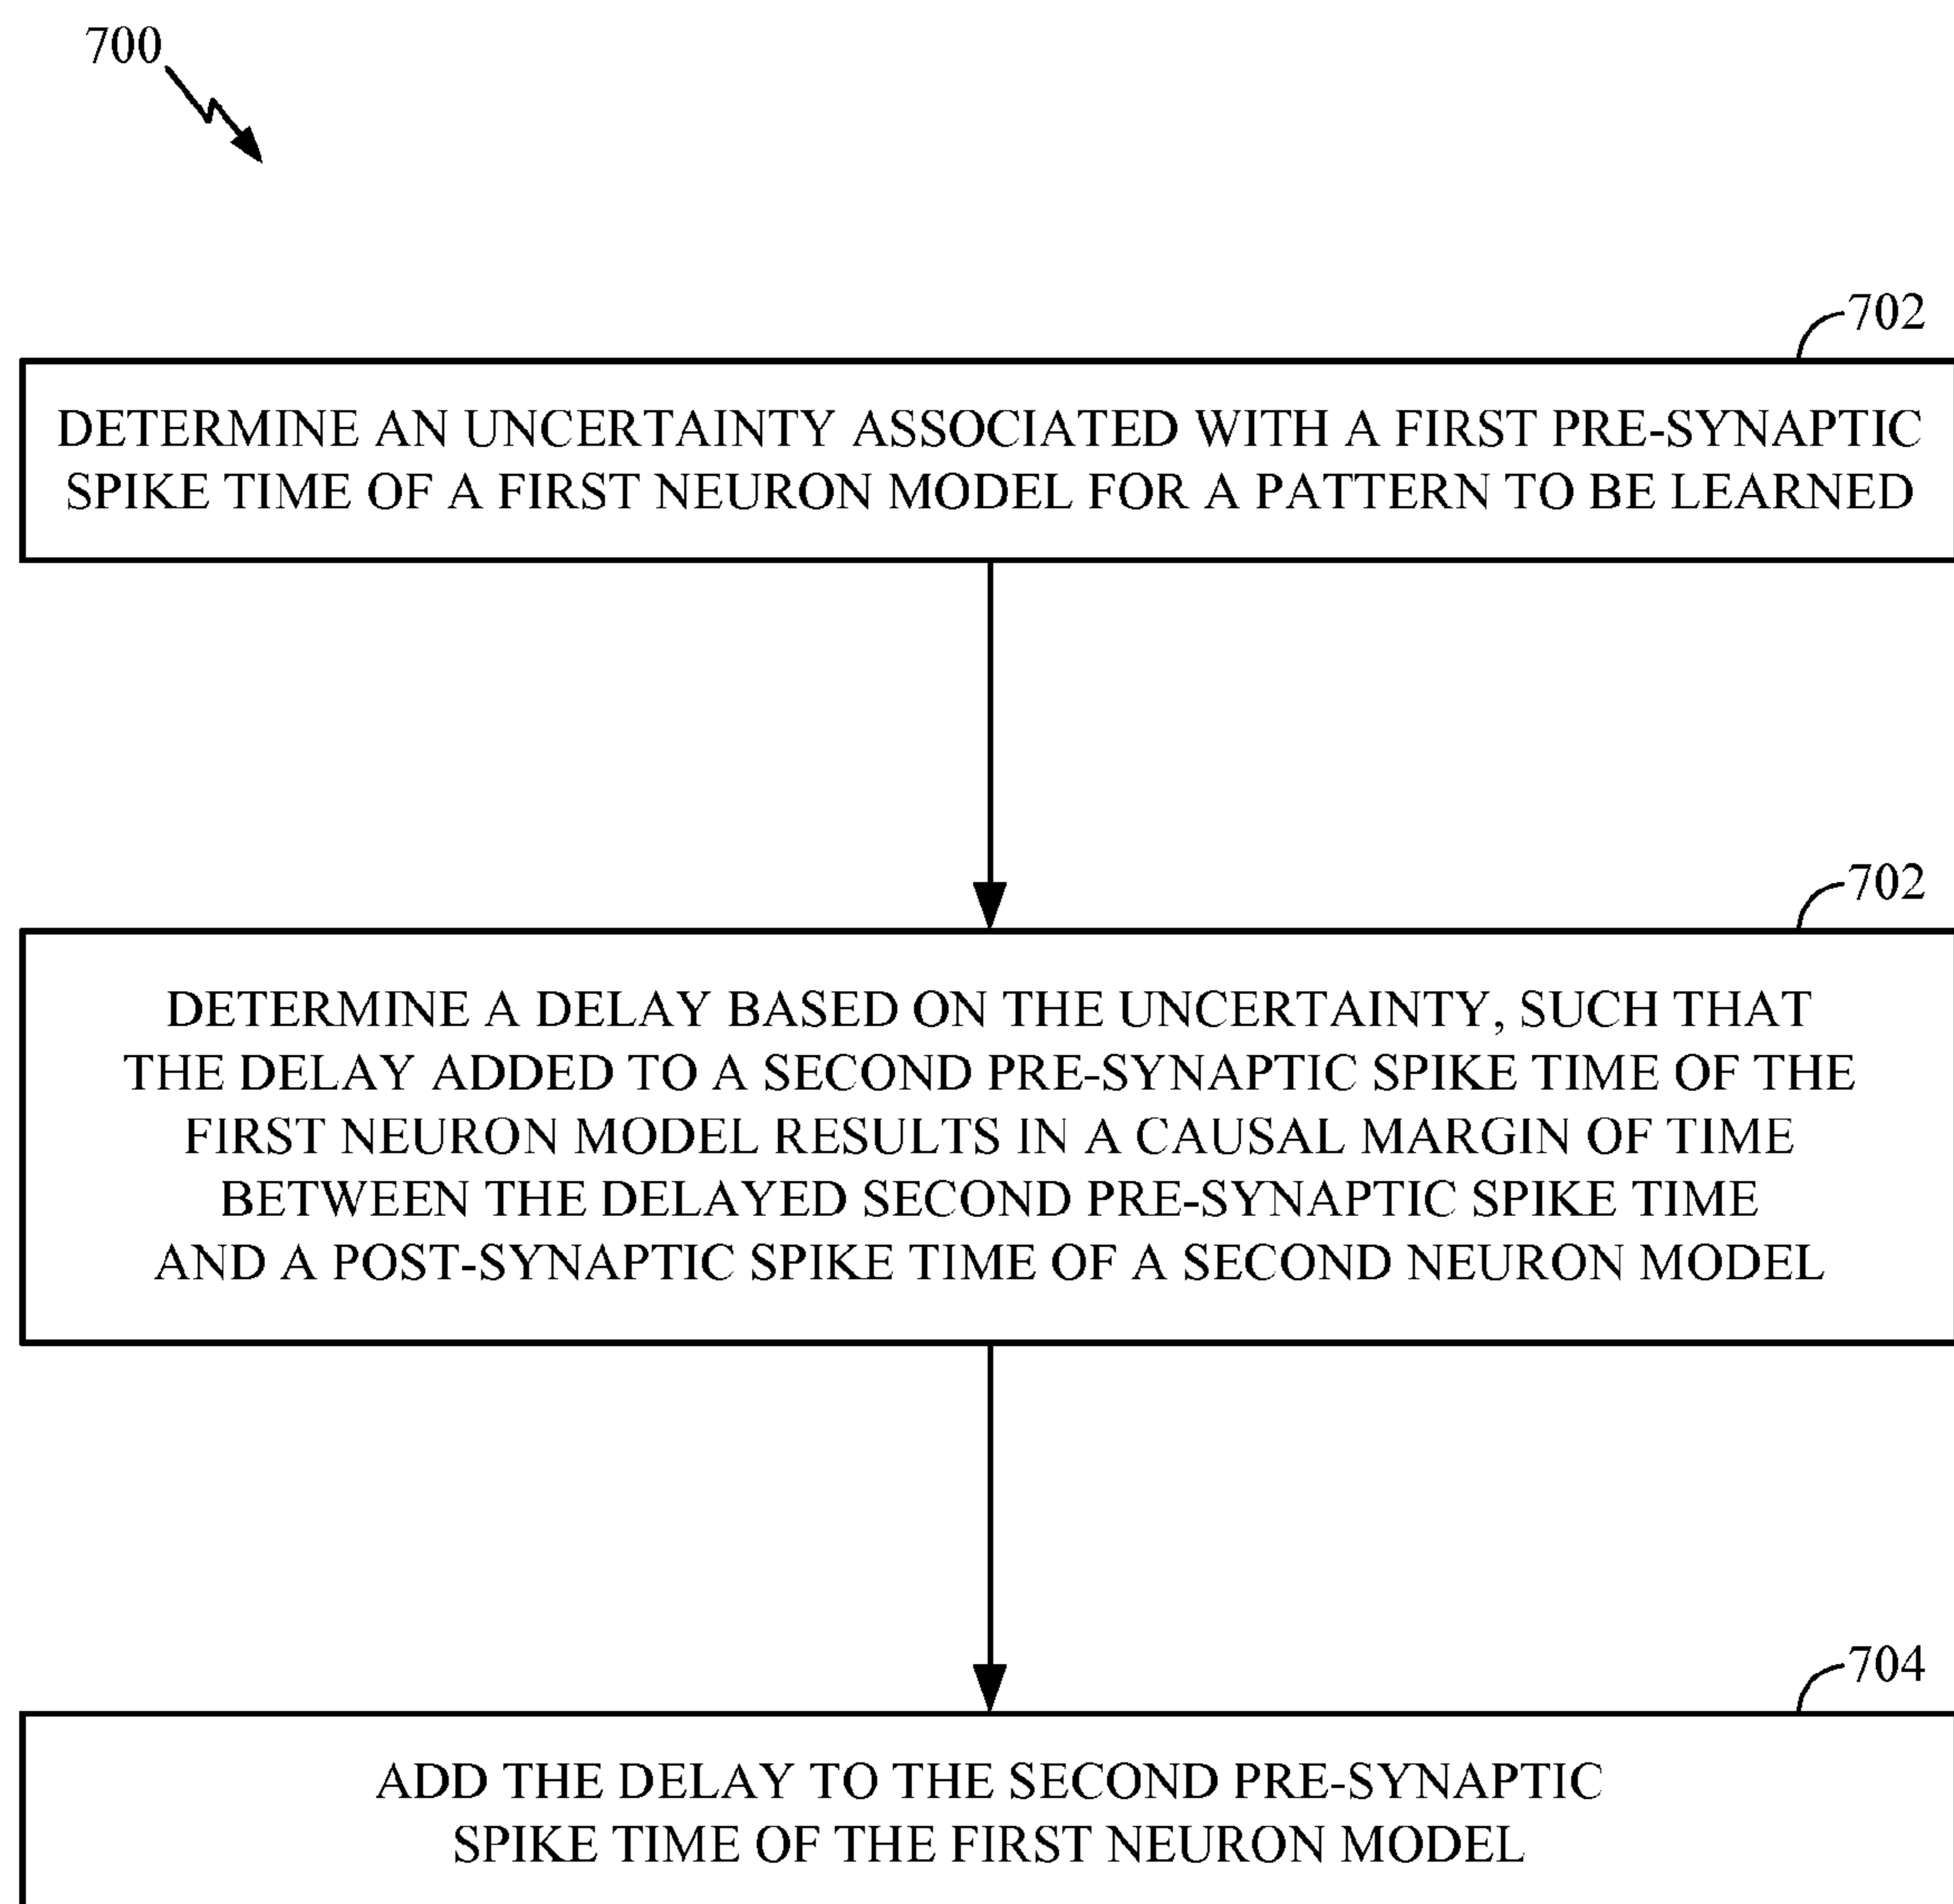 700
702
DETERMINE AN UNCERTAINTY ASSOCIATED WITH A FIRST PRE-SYNAPTIC
SPIKE TIME OF A FIRST NEURON MODEL FOR A PATTERN TO BE LEARNED
702
DETERMINE A DELAY BASED ON THE UNCERTAINTY, SUCH THAT
THE DELAY ADDED TO A SECOND PRE-SYNAPTIC SPIKE TIME OF THE
FIRST NEURON MODEL RESULTS IN A CAUSAL MARGIN OF TIME
BETWEEN THE DELAYED SECOND PRE-SYNAPTIC SPIKE TIME
AND A POST-SYNAPTIC SPIKE TIME OF A SECOND NEURON MODEL
704
ADD THE DELAY TO THE SECOND PRE-SYNAPTIC
SPIKE TIME OF THE FIRST NEURON MODEL